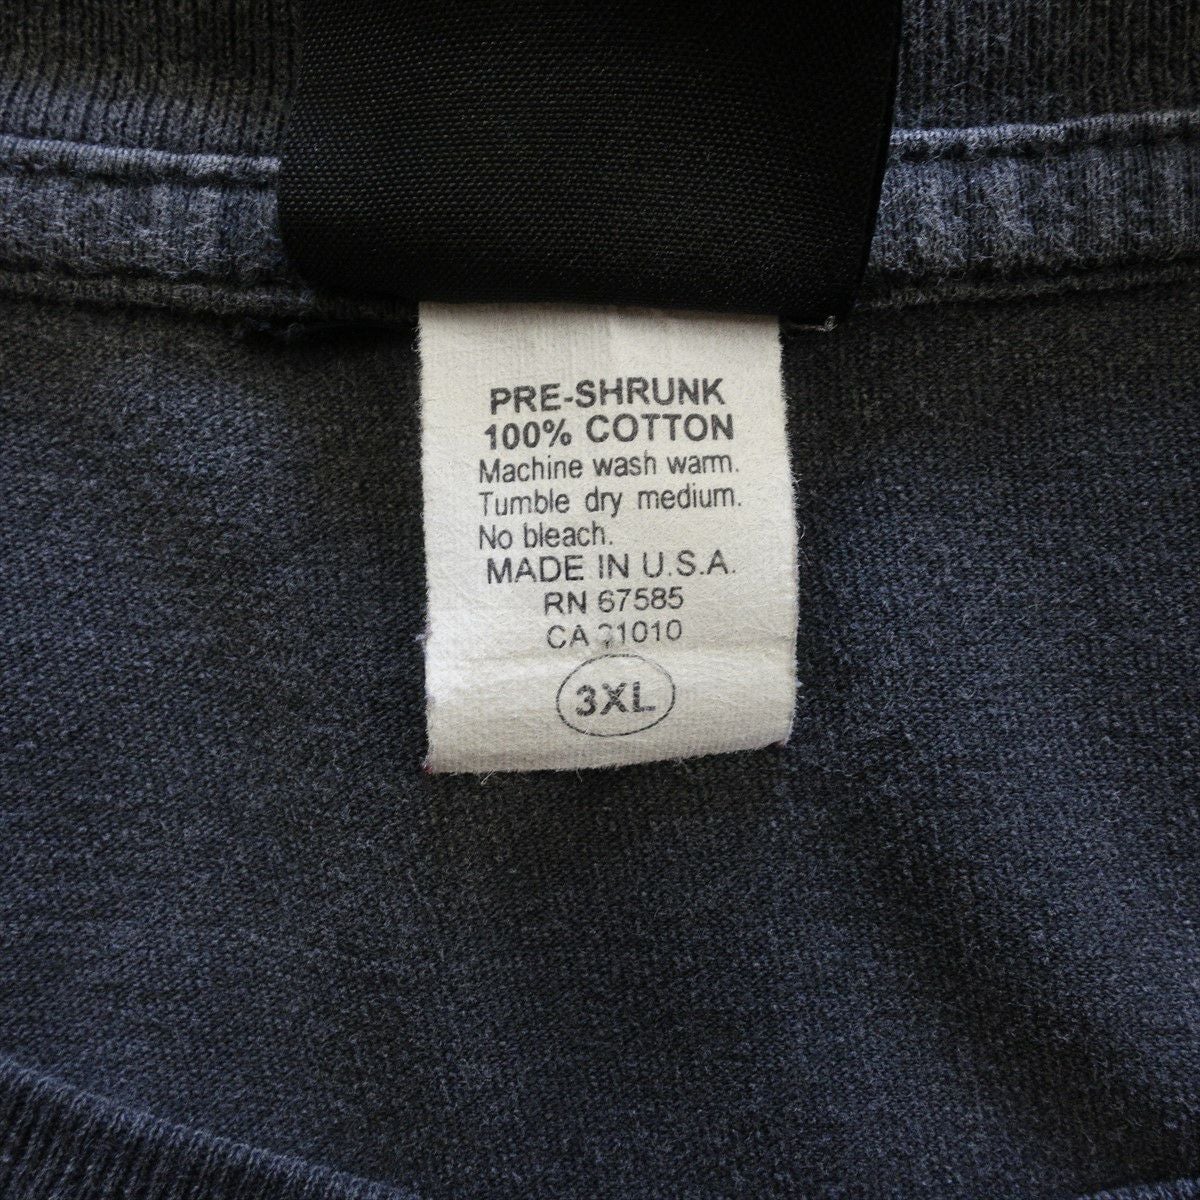 PRE-SHRUNK
100% COTTON
Machine wash warm.
Tumble dry medium.
No bleach.
MADE IN U.S.A.
RN 67585
CA
3XL